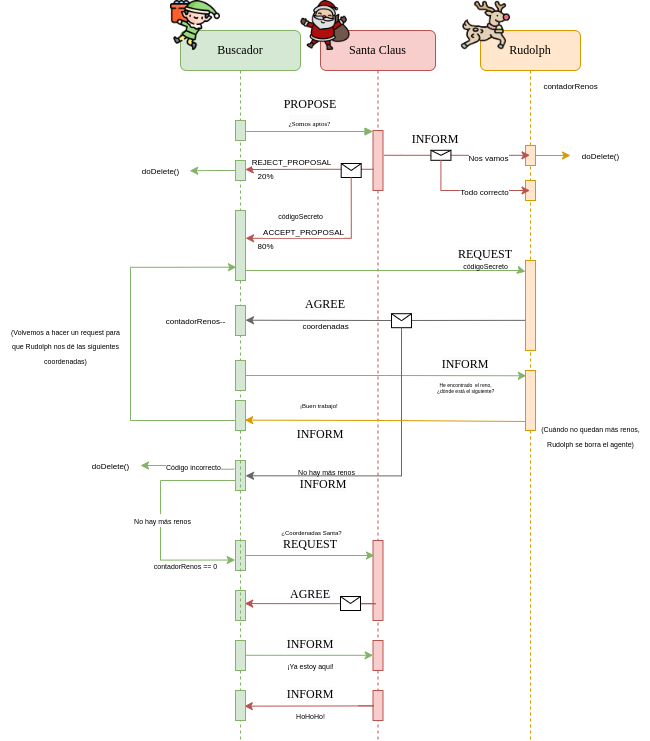 Buscador
Santa Claus
Rudolph
contadorRenos
PROPOSE
¿Somos aptos?
INFORM
Nos vamos
doDelete()
REJECT_PROPOSAL
20%
doDelete()
Todo correcto
códigoSecreto
ACCEPT_PROPOSAL
80%
REQUEST
códigoSecreto
AGREE
coordenadas
contadorRenos--
(Volvemos a hacer un request para
que Rudolph nos dé las siguientes
coordenadas)
INFORM
He encontrado el reno,
¿dónde está el siguiente?
¡Buen trabajo!
INFORM
(Cuándo no quedan más renos,
Rudolph se borra el agente)
doDelete()
Código incorrecto
No hay más renos
INFORM
No hay más renos
contadorRenos == 0
¿Coordenadas Santa?
REQUEST
AGREE
INFORM
¡Ya estoy aquí!
INFORM
HoHoHo!